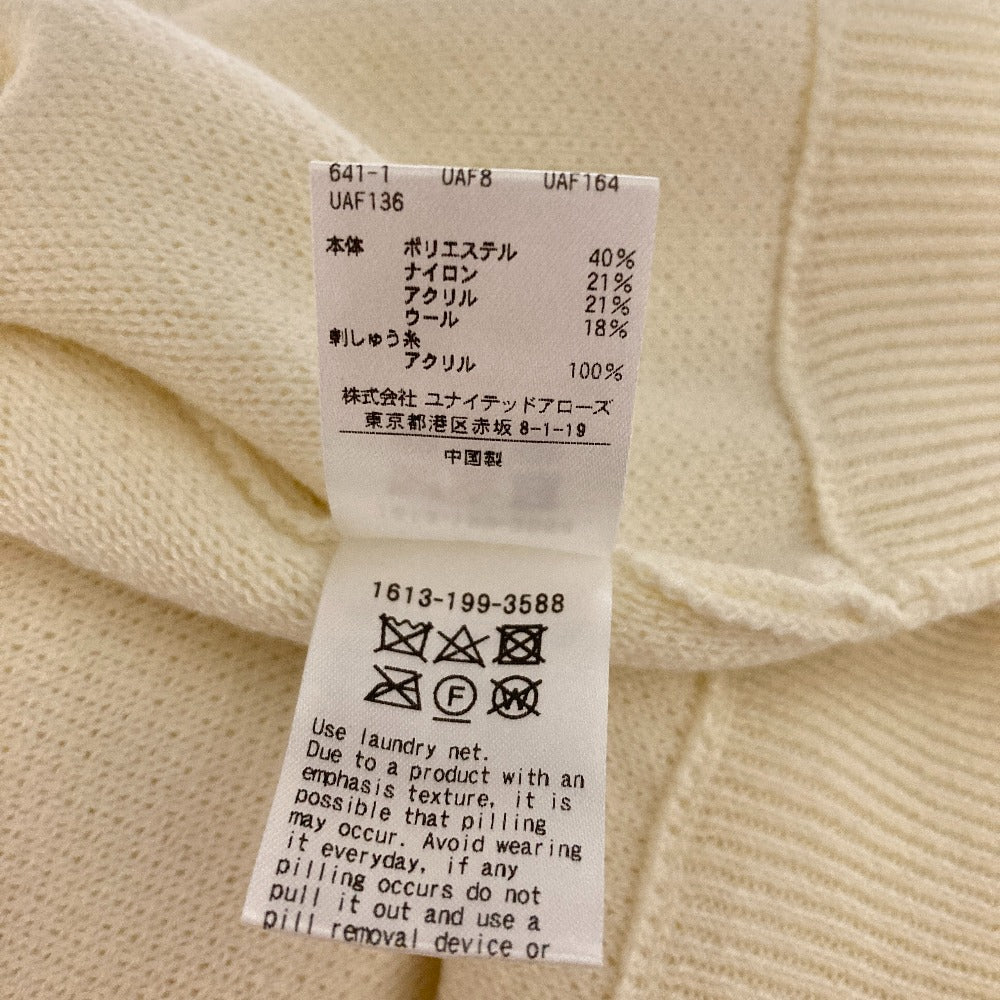 641-1 UAF8 UAF164
UAF136
本体 ポリエステル 40%
ナイロン 21%
アクリル 21%
ウール 18%
刺しゅう糸
アクリル 100%
株式会社 ユナイテッドアローズ
東京都港区赤坂 8-1-19
中国製
1613-199-3588
F
W
Use laundry net.
Due to a product with an
emphasis texture, it is
possible that pilling
may occur. Avoid wearing
it everyday, if any
pilling occurs do not
pull it out and use a
pill removal device or